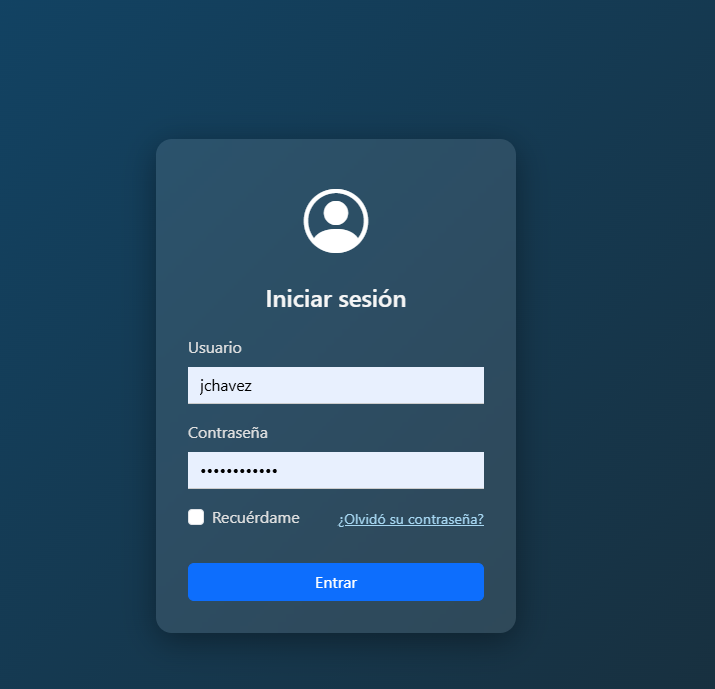 Iniciar sesión
Usuario
jchavez
Contraseña
••••••••••••
Recuérdame ¿Olvidó su contraseña?
Entrar